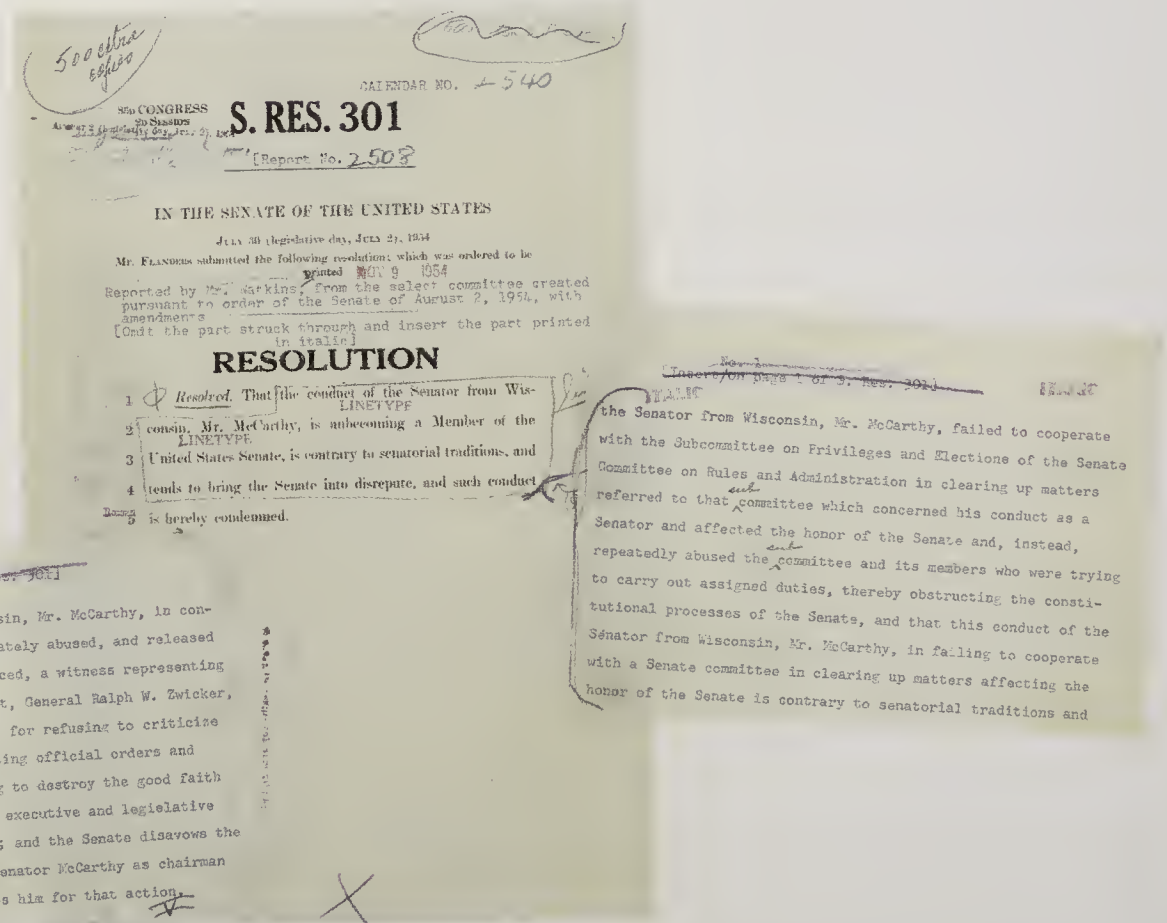 500 extra
CALENDAR NO. 2540
CONGRESS
SESSION
S. RES. 301
[Report No. 2508
IN THE SENATE OF THE UNITED STATES
JULY 30 (legislative day, JULY 2), 1954
Mr. FLANDERS submitted the following resolution; which was ordered to be
printed NOV 9 1954
Reported by Mr. Watkins, from the select committee created
pursuant to order of the Senate of August 2, 1954, with
amendments
[Omit the part struck through and insert the part printed
in italic]
RESOLUTION
1 Resolved, That the conduct of the Senator from Wis-
LINETYPE
2 consin, Mr. McCarthy, is unbecoming a Member of the
LINETYPE
3 United States Senate, is contrary to senatorial traditions, and
4 tends to bring the Senate into disrepute, and such conduct
5 is hereby condemned.
301]
sin, Mr. McCarthy, in con-
ately abused, and released
ced, a witness representing
t, General Ralph W. Zwicker,
for refusing to criticize
ing official orders and
g to destroy the good faith
executive and legislative
; and the Senate disavows the
enator McCarthy as chairman
s him for that action.
No. 1
[Insert/on page 1 of S. Res. 301]
ITALIC
ITALIC
the Senator from Wisconsin, Mr. McCarthy, failed to cooperate
with the Subcommittee on Privileges and Elections of the Senate
Committee on Rules and Administration in clearing up matters
sub
referred to that committee which concerned his conduct as a
Senator and affected the honor of the Senate and, instead,
sub
repeatedly abused the committee and its members who were trying
to carry out assigned duties, thereby obstructing the consti-
tutional processes of the Senate, and that this conduct of the
Senator from Wisconsin, Mr. McCarthy, in failing to cooperate
with a Senate committee in clearing up matters affecting the
honor of the Senate is contrary to senatorial traditions and